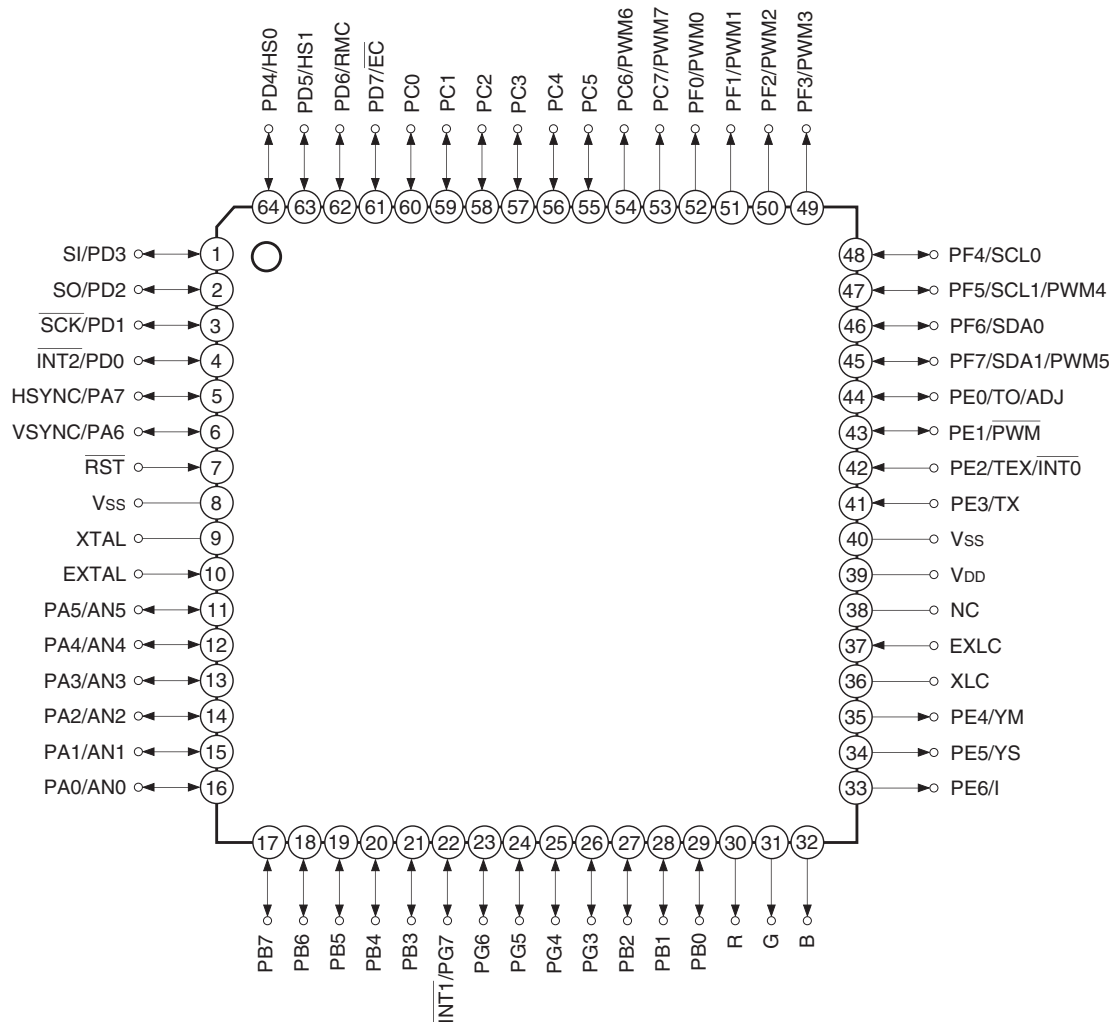 PD4/HS0
PD5/HS1
PD6/RMC
PD7/E̅C̅
PC0
PC1
PC2
PC3
PC4
PC5
PC6/PWM6
PC7/PWM7
PF0/PWM0
PF1/PWM1
PF2/PWM2
PF3/PWM3
64 63 62 61 60 59 58 57 56 55 54 53 52 51 50 49
SI/PD3 1
SO/PD2 2
S̅C̅K̅/PD1 3
I̅N̅T̅2̅/PD0 4
HSYNC/PA7 5
VSYNC/PA6 6
R̅S̅T̅ 7
Vss 8
XTAL 9
EXTAL 10
PA5/AN5 11
PA4/AN4 12
PA3/AN3 13
PA2/AN2 14
PA1/AN1 15
PA0/AN0 16
48 PF4/SCL0
47 PF5/SCL1/PWM4
46 PF6/SDA0
45 PF7/SDA1/PWM5
44 PE0/TO/ADJ
43 PE1/P̅W̅M̅
42 PE2/TEX/I̅N̅T̅0̅
41 PE3/TX
40 Vss
39 VDD
38 NC
37 EXLC
36 XLC
35 PE4/YM
34 PE5/YS
33 PE6/I
17 18 19 20 21 22 23 24 25 26 27 28 29 30 31 32
PB7
PB6
PB5
PB4
PB3
I̅N̅T̅1̅/PG7
PG6
PG5
PG4
PG3
PB2
PB1
PB0
R
G
B